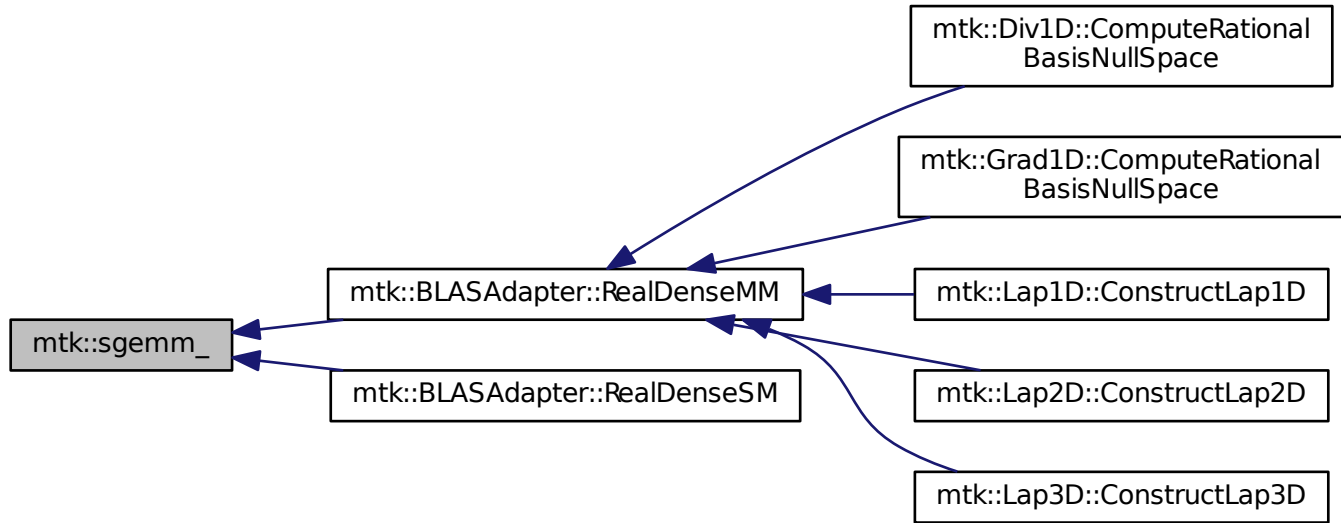 mtk::Div1D::ComputeRational
BasisNullSpace
mtk::Grad1D::ComputeRational
BasisNullSpace
mtk::BLASAdapter::RealDenseMM
mtk::Lap1D::ConstructLap1D
mtk::sgemm_
mtk::BLASAdapter::RealDenseSM
mtk::Lap2D::ConstructLap2D
mtk::Lap3D::ConstructLap3D